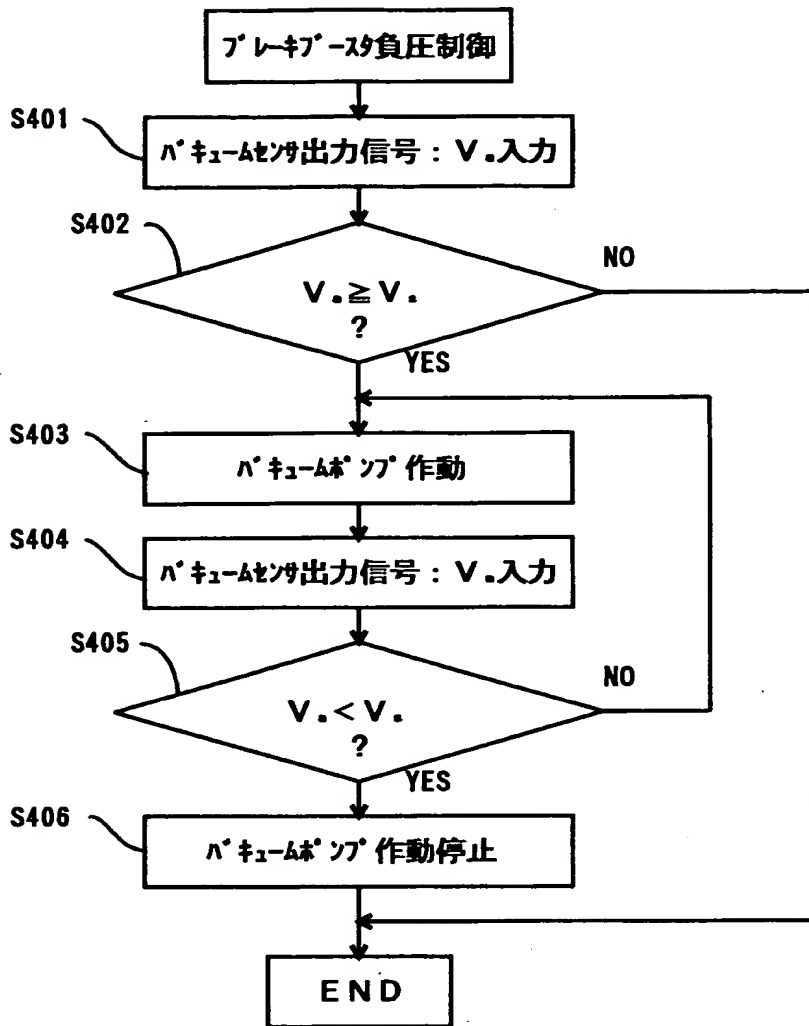 ブレーキブースタ負圧制御
S401
バキュームセンサ出力信号：V.入力
S402
NO
V.≧V.
?
YES
S403
バキュームポンプ作動
S404
バキュームセンサ出力信号：V.入力
S405
NO
V.<V.
?
YES
S406
バキュームポンプ作動停止
END